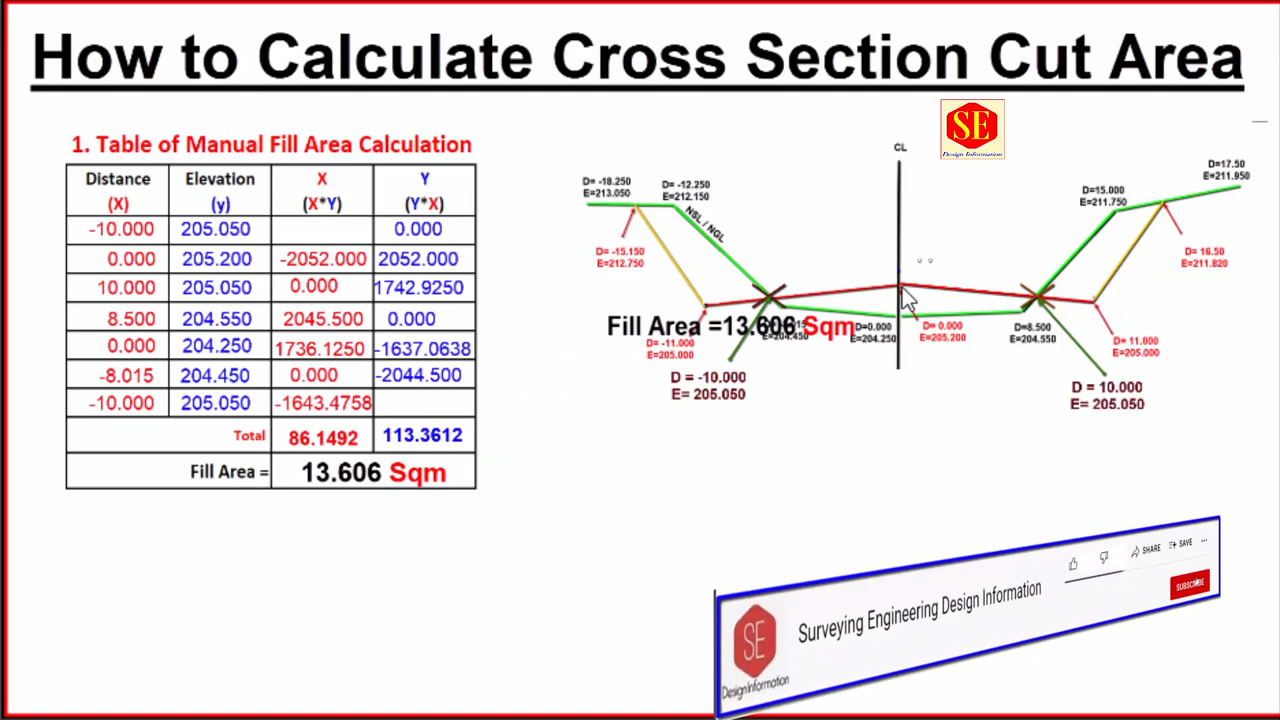 How to Calculate Cross Section Cut Area
SE
Design Information
1. Table of Manual Fill Area Calculation
Distance Elevation X Y
(X) (y) (X*Y) (Y*X)
-10.000 205.050 0.000
0.000 205.200 -2052.000 2052.000
10.000 205.050 0.000 1742.9250
8.500 204.550 2045.500 0.000
0.000 204.250 1736.1250 -1637.0638
-8.015 204.450 0.000 -2044.500
-10.000 205.050 -1643.4758
Total 86.1492 113.3612
Fill Area = 13.606 Sqm
CL
D= -18.250
E=213.050
D= -12.250
E=212.150
NSL / NGL
D= -15.150
E=212.750
D=17.50
E=211.950
D=15.000
E=211.750
D= 16.50
E=211.820
Fill Area =13.606 Sqm
E=204.450
D=0.000
E=204.250
D= 0.000
E=205.200
D=8.500
E=204.550
D= -11.000
E=205.000
D= 11.000
E=205.000
D = -10.000
E= 205.050
D = 10.000
E= 205.050
SHARE
SAVE
SUBSCRIBE
Surveying Engineering Design Information
SE
Design Information